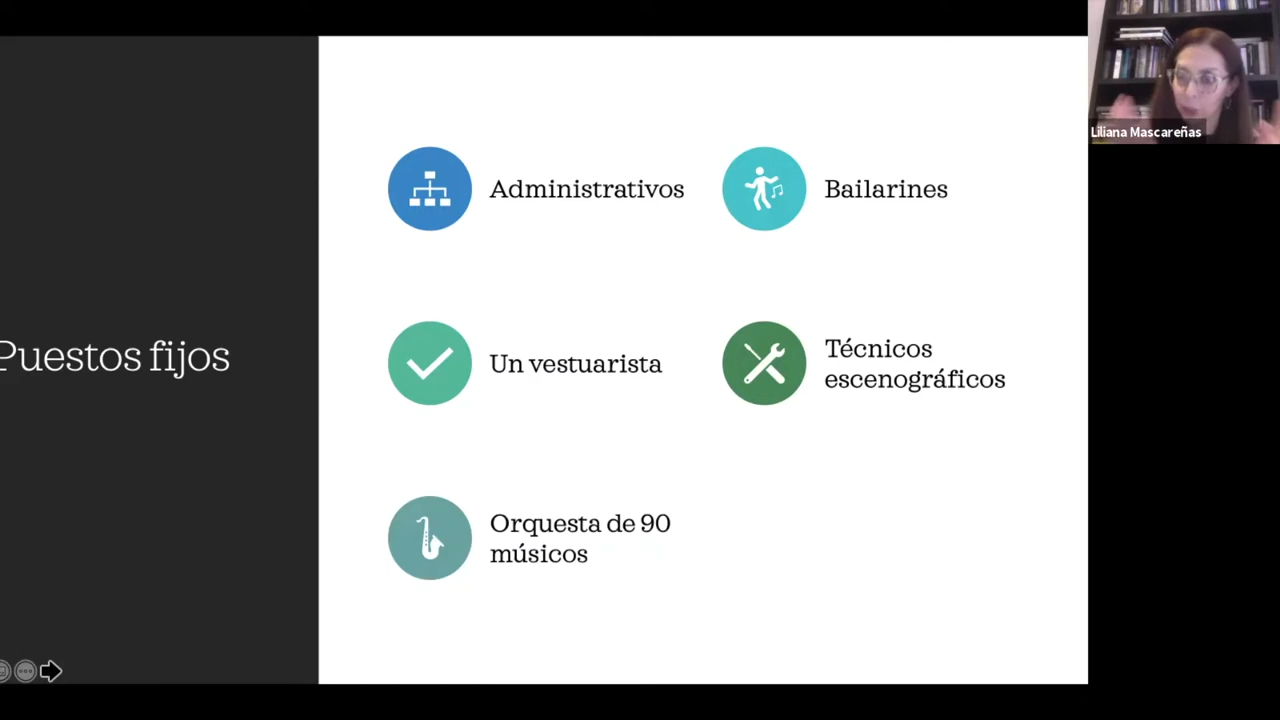 Liliana Mascareñas
Administrativos
Bailarines
Un vestuarista
Técnicos
escenográficos
Puestos fijos
Orquesta de 90
músicos